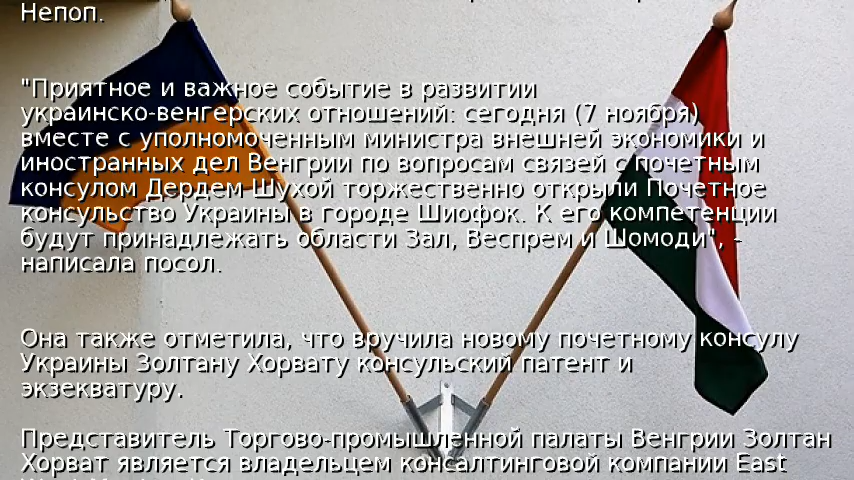 Непоп.
"Приятное и важное событие в развитии
украинско-венгерских отношений: сегодня (7 ноября)
вместе с уполномоченным министра внешней экономики и
иностранных дел Венгрии по вопросам связей с почетным
консулом Дердем Шухой торжественно открыли Почетное
консульство Украины в городе Шиофок. К его компетенции
будут принадлежать области Зал, Веспрем и Шомоди", -
написала посол.
Она также отметила, что вручила новому почетному консулу
Украины Золтану Хорвату консульский патент и
экзекватуру.
Представитель Торгово-промышленной палаты Венгрии Золтан
Хорват является владельцем консалтинговой компании East